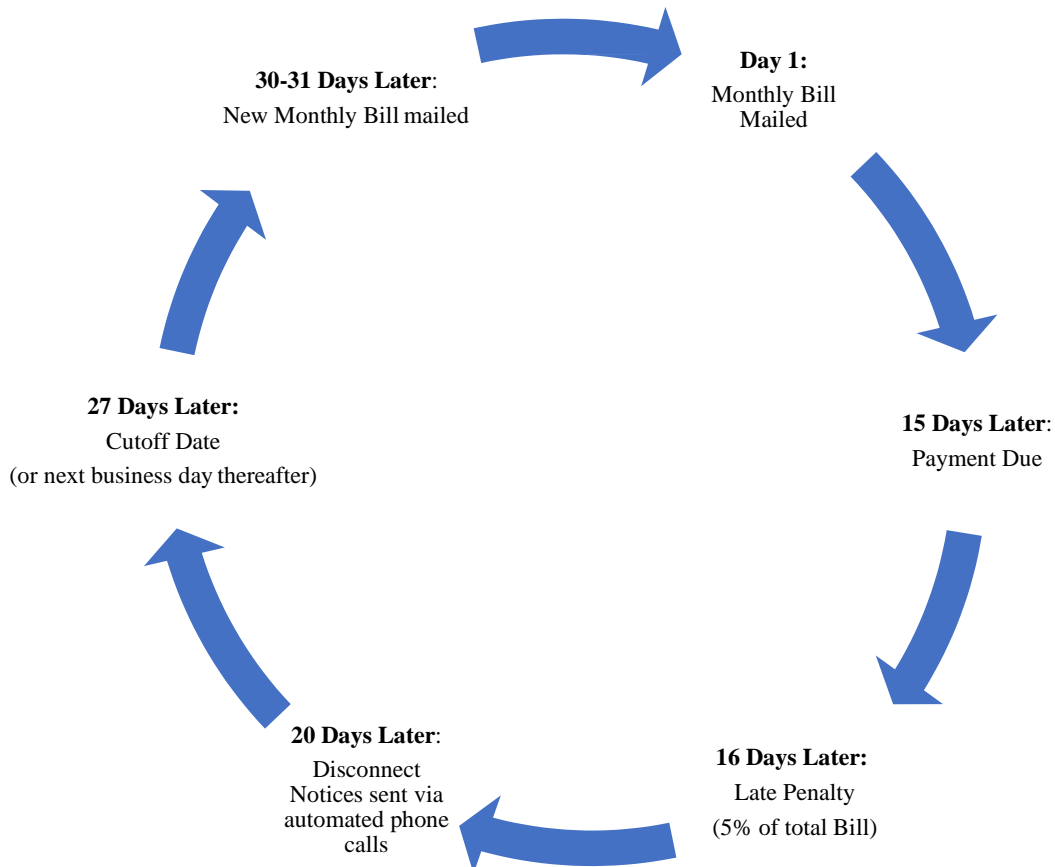 Day 1:
Monthly Bill
Mailed
15 Days Later:
Payment Due
16 Days Later:
Late Penalty
(5% of total Bill)
20 Days Later:
Disconnect
Notices sent via
automated phone
calls
27 Days Later:
Cutoff Date
(or next business day thereafter)
30-31 Days Later:
New Monthly Bill mailed